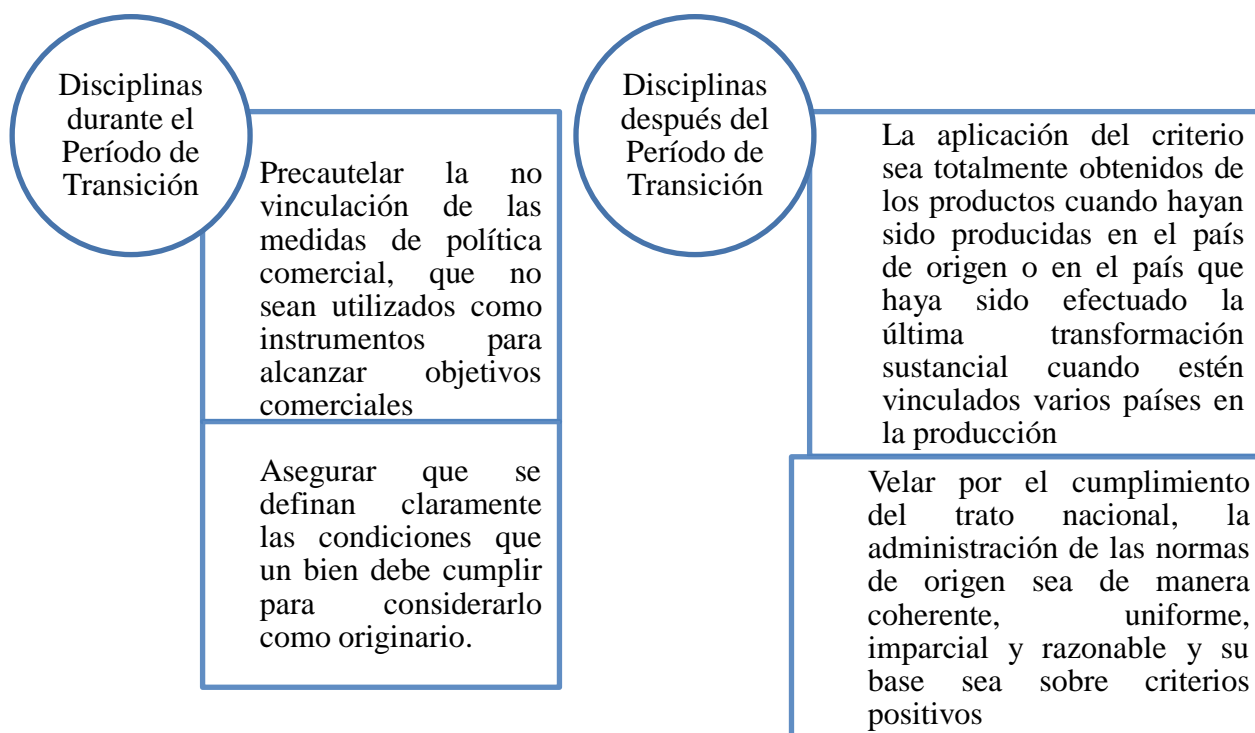 Disciplinas
durante el
Período de
Transición
Precautelar la no
vinculación de las
medidas de política
comercial, que no
sean utilizados como
instrumentos para
alcanzar objetivos
comerciales
Asegurar que se
definan claramente
las condiciones que
un bien debe cumplir
para considerarlo
como originario.
Disciplinas
después del
Período de
Transición
La aplicación del criterio
sea totalmente obtenidos de
los productos cuando hayan
sido producidas en el país
de origen o en el país que
haya sido efectuado la
última transformación
sustancial cuando estén
vinculados varios países en
la producción
Velar por el cumplimiento
del trato nacional, la
administración de las normas
de origen sea de manera
coherente, uniforme,
imparcial y razonable y su
base sea sobre criterios
positivos